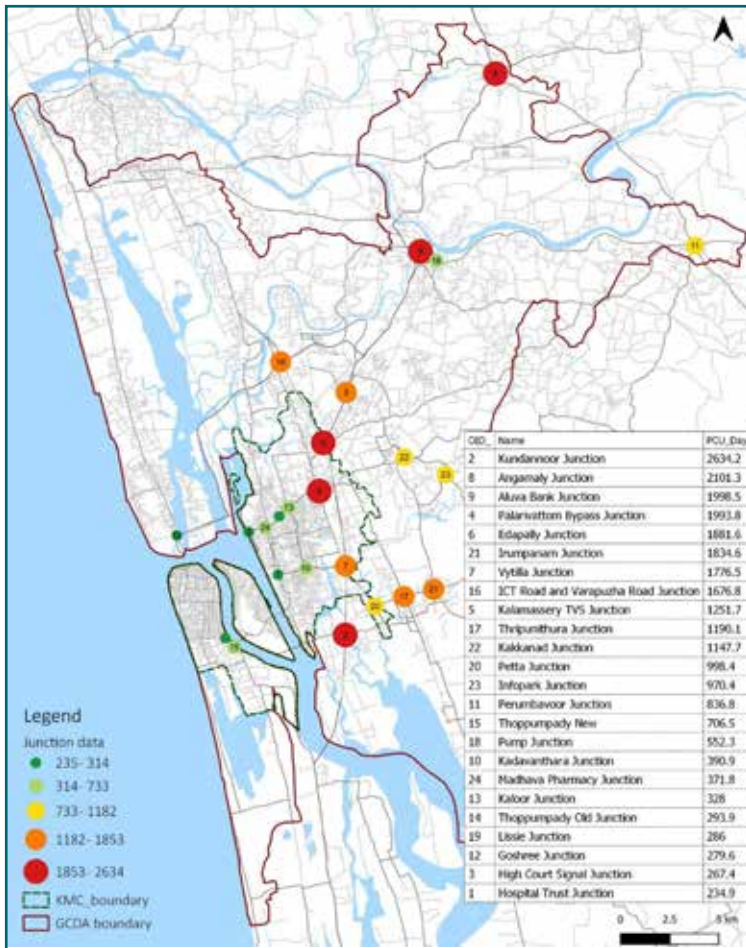 OID_ Name PCU_Day
2 Kundannoor Junction 2634.2
8 Angamaly Junction 2101.3
9 Aluva Bank Junction 1998.5
4 Palarivattom Bypass Junction 1993.8
6 Edapally Junction 1881.6
21 Irumpanam Junction 1834.6
7 Vytilla Junction 1776.5
16 ICT Road and Varapuzha Road Junction 1676.8
5 Kalamassery TVS Junction 1251.7
17 Thripunithura Junction 1190.1
22 Kakkanad Junction 1147.7
20 Petta Junction 998.4
23 Infopark Junction 970.4
11 Perumbavoor Junction 836.8
15 Thoppumpady New 706.5
18 Pump Junction 552.3
10 Kadavanthara Junction 390.9
24 Madhava Pharmacy Junction 371.8
13 Kaloor Junction 328
14 Thoppumpady Old Junction 293.9
19 Lissie Junction 286
12 Goshree Junction 279.6
3 High Court Signal Junction 267.4
1 Hospital Trust Junction 234.9
Legend
Junction data
235- 314
314- 733
733- 1182
1182- 1853
1853- 2634
KMC_boundary
GCDA boundary
0 2.5 5 km
11
22
23
7
17
21
20
2